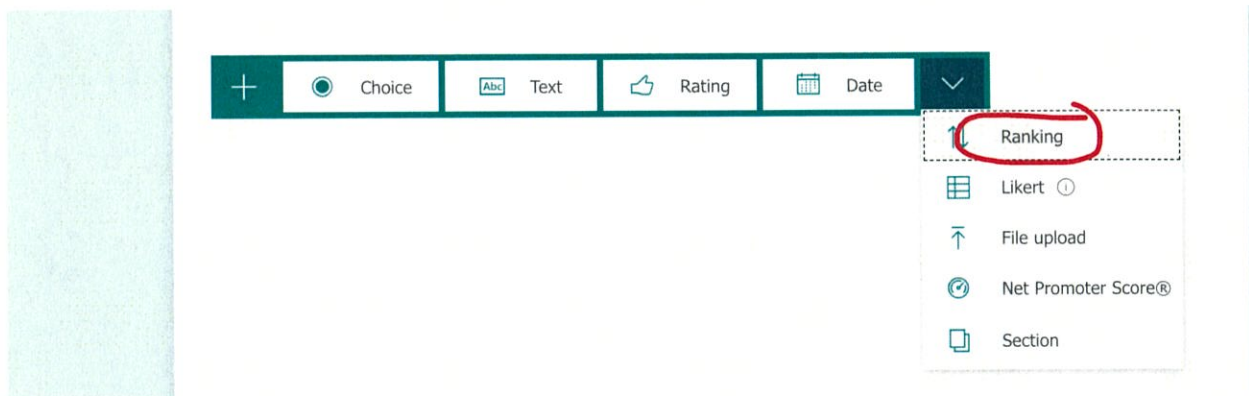 Choice Abc Text Rating Date
Ranking
Likert
File upload
Net Promoter Score®
Section